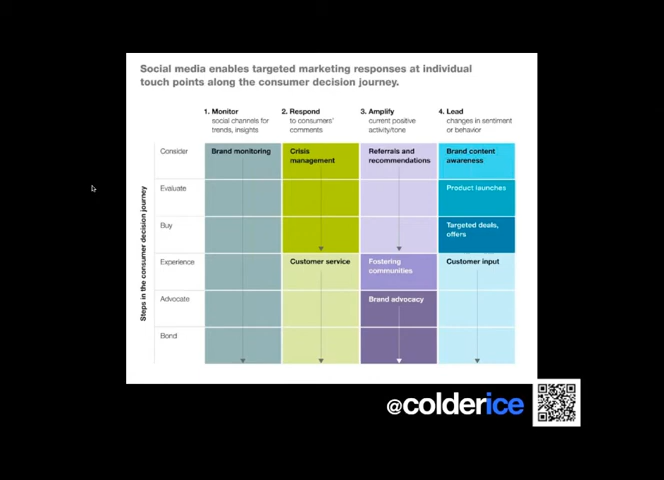 Social media enables targeted marketing responses at individual
touch points along the consumer decision journey.
1. Monitor
social channels for
trends, insights
2. Respond
to consumers'
comments
3. Amplify
current positive
activity/tone
4. Lead
changes in sentiment
or behavior
Steps in the consumer decision journey
Consider
Brand monitoring
Crisis
management
Referrals and
recommendations
Brand content
awareness
Evaluate
Product launches
Buy
Targeted deals,
offers
Experience
Customer service
Fostering
communities
Customer input
Advocate
Brand advocacy
Bond
@colderice